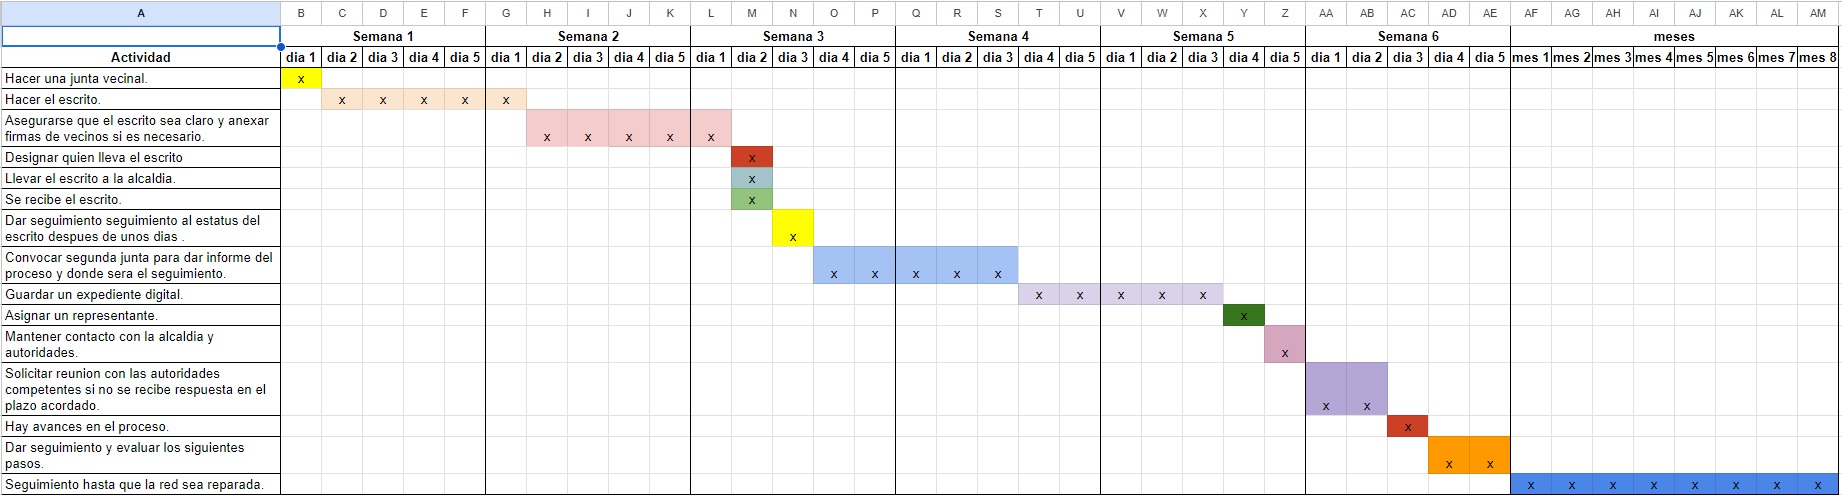 A B C D E F G H I J K L M N O P Q R S T U V W X Y Z AA AB AC AD AE AF AG AH AI AJ AK AL AM
Semana 1 Semana 2 Semana 3 Semana 4 Semana 5 Semana 6 meses
Actividad dia 1 dia 2 dia 3 dia 4 dia 5 dia 1 dia 2 dia 3 dia 4 dia 5 dia 1 dia 2 dia 3 dia 4 dia 5 dia 1 dia 2 dia 3 dia 4 dia 5 dia 1 dia 2 dia 3 dia 4 dia 5 dia 1 dia 2 dia 3 dia 4 dia 5 mes 1 mes 2 mes 3 mes 4 mes 5 mes 6 mes 7 mes 8
Hacer una junta vecinal. x
Hacer el escrito. x x x x x
Asegurarse que el escrito sea claro y anexar
firmas de vecinos si es necesario. x x x x x
Designar quien lleva el escrito x
Llevar el escrito a la alcaldia. x
Se recibe el escrito. x
Dar seguimiento seguimiento al estatus del
escrito despues de unos dias . x
Convocar segunda junta para dar informe del
proceso y donde sera el seguimiento. x x x x x
Guardar un expediente digital. x x x x x
Asignar un representante. x
Mantener contacto con la alcaldia y
autoridades. x
Solicitar reunion con las autoridades
competentes si no se recibe respuesta en el
plazo acordado. x x
Hay avances en el proceso. x
Dar seguimiento y evaluar los siguientes
pasos. x x
Seguimiento hasta que la red sea reparada. x x x x x x x x